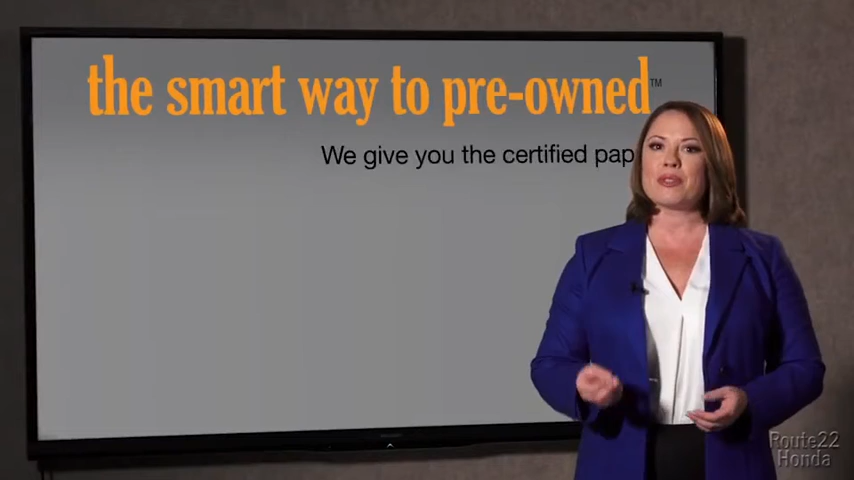 the smart way to pre-owned™
We give you the certified pap
Route22
Honda